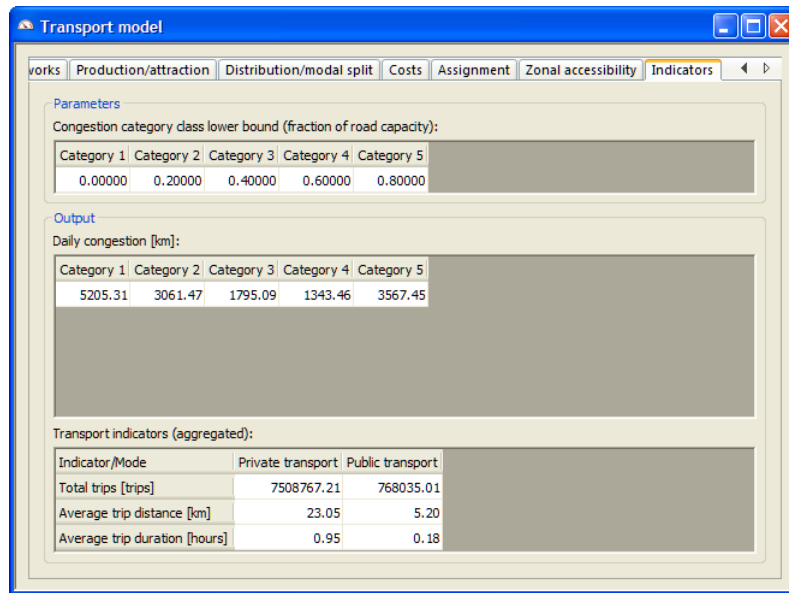 Transport model
works Production/attraction Distribution/modal split Costs Assignment Zonal accessibility Indicators
Parameters
Congestion category class lower bound (fraction of road capacity):
Category 1 Category 2 Category 3 Category 4 Category 5
0.00000 0.20000 0.40000 0.60000 0.80000
Output
Daily congestion [km]:
Category 1 Category 2 Category 3 Category 4 Category 5
5205.31 3061.47 1795.09 1343.46 3567.45
Transport indicators (aggregated):
Indicator/Mode Private transport Public transport
Total trips [trips] 7508767.21 768035.01
Average trip distance [km] 23.05 5.20
Average trip duration [hours] 0.95 0.18